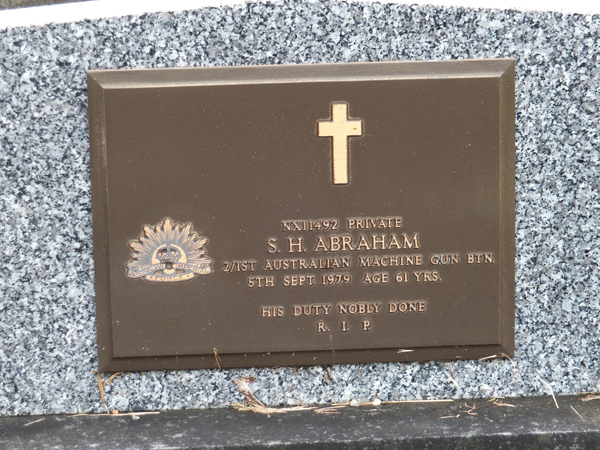 NX11492 PRIVATE
S. H. ABRAHAM
2/1ST AUSTRALIAN MACHINE GUN BTN.
5TH SEPT. 1979 AGE 61 YRS.
HIS DUTY NOBLY DONE
R. I. P.